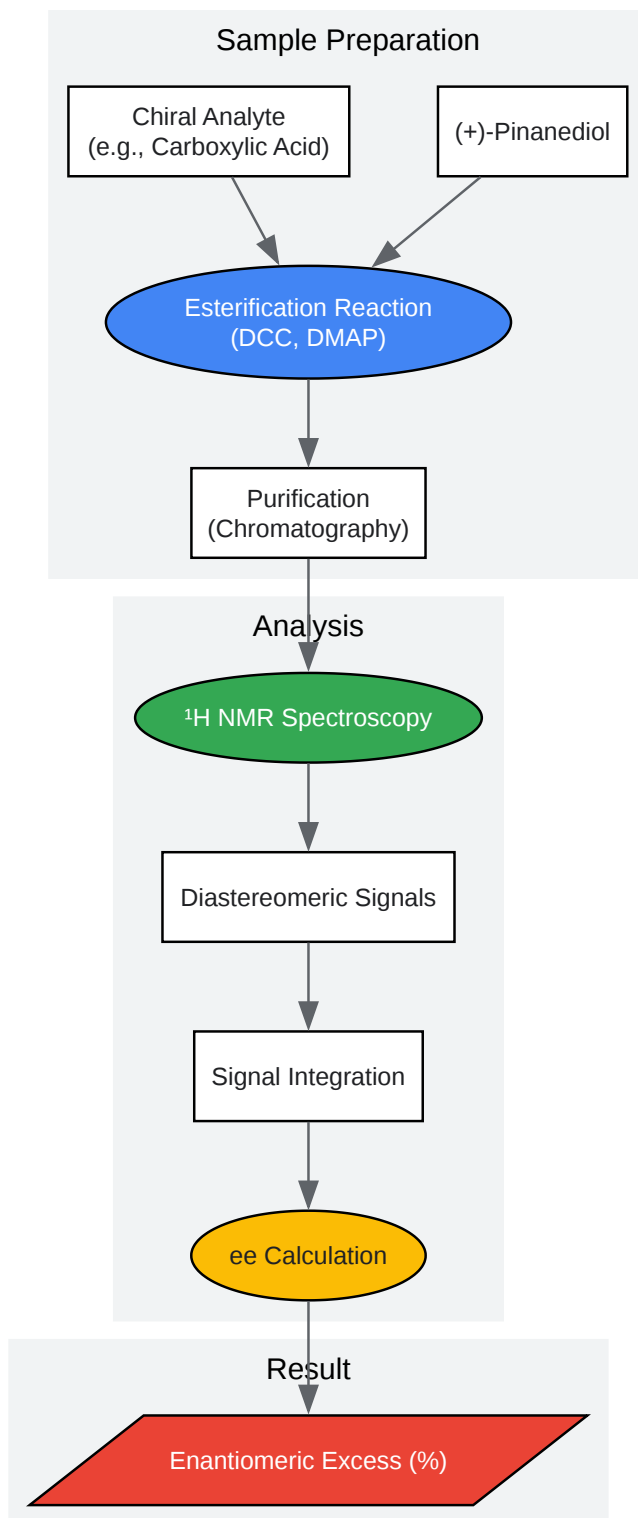 Sample Preparation
Chiral Analyte
(e.g., Carboxylic Acid)
(+)-Pinanediol
Esterification Reaction
(DCC, DMAP)
Purification
(Chromatography)
Analysis
¹H NMR Spectroscopy
Diastereomeric Signals
Signal Integration
ee Calculation
Result
Enantiomeric Excess (%)